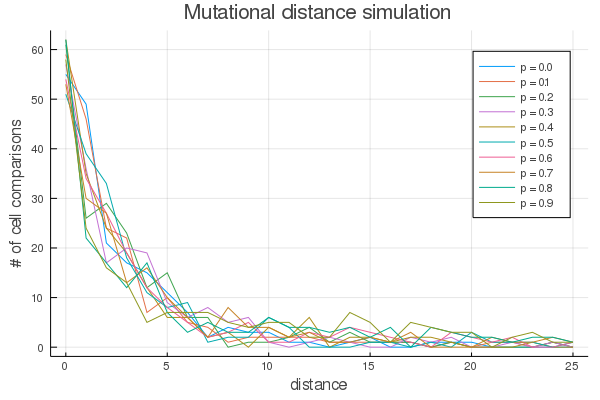 Mutational distance simulation
# of cell comparisons
60
50
40
30
20
10
0
p = 0.0
p = 0.1
p = 0.2
p = 0.3
p = 0.4
p = 0.5
p = 0.6
p = 0.7
p = 0.8
p = 0.9
0 5 10 15 20 25
distance